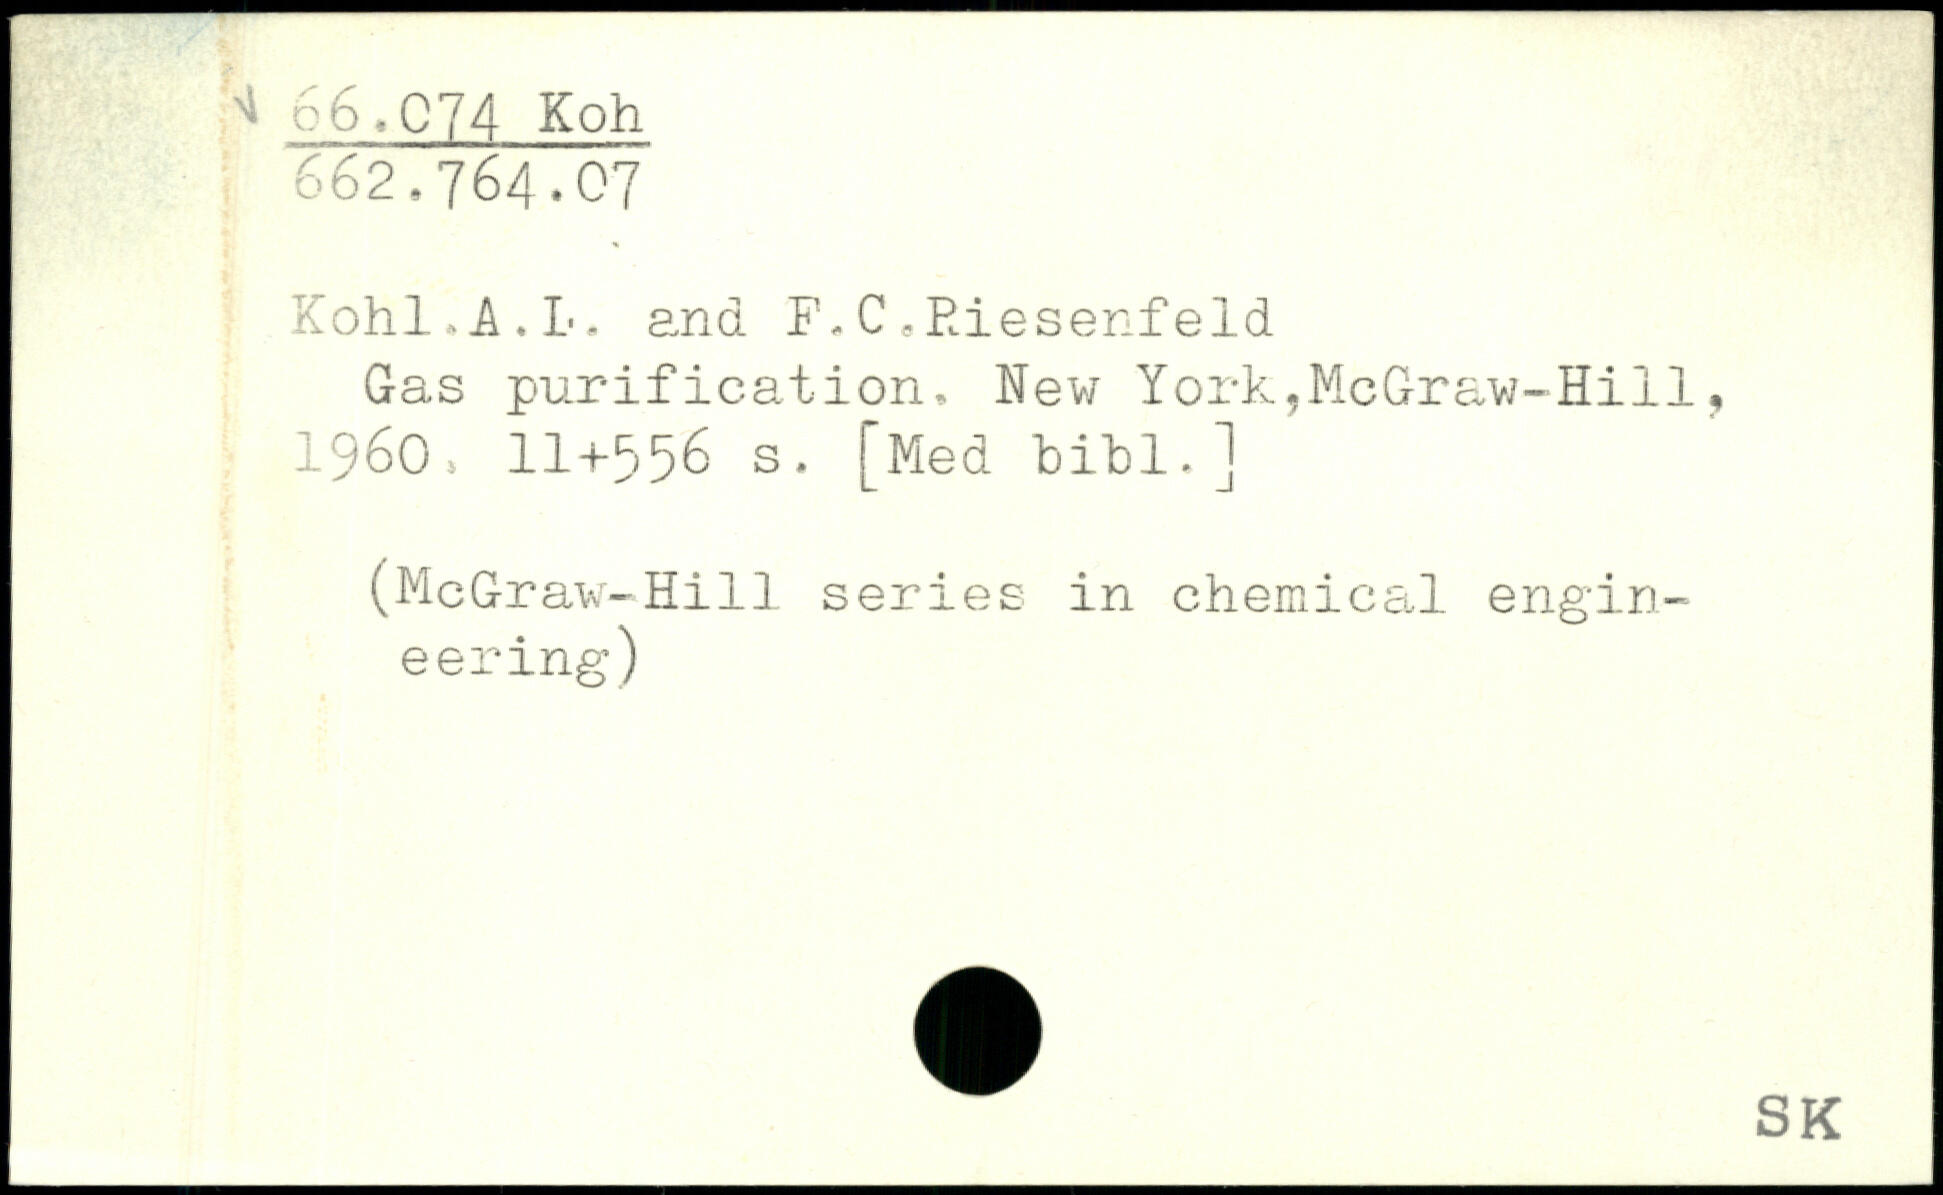 v 66.074 Koh
662.764.07
Kohl.A.L. and F.C.Riesenfeld
Gas purification. New York,McGraw-Hill,
1960. 11+556 s. [Med bibl.]
(McGraw-Hill series in chemical engin-
eering)
SK